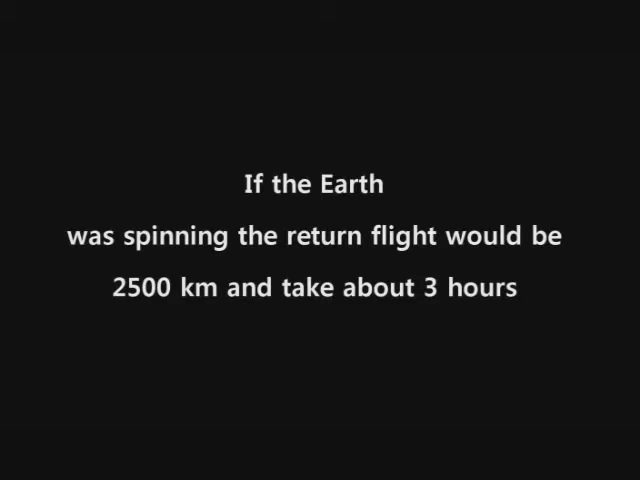 If the Earth
was spinning the return flight would be
2500 km and take about 3 hours